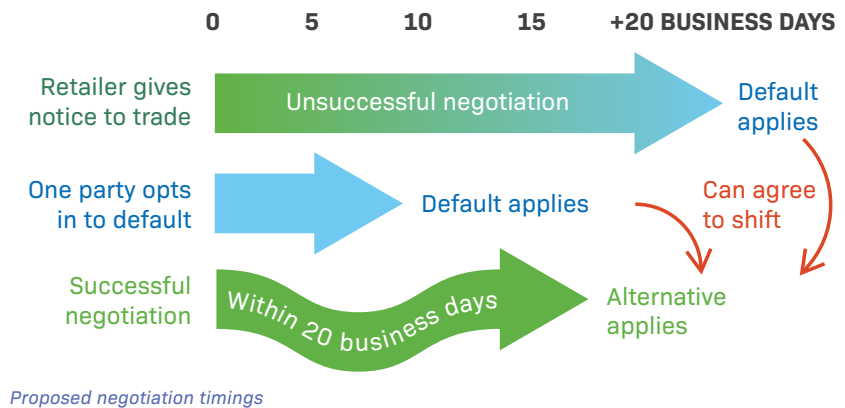 0 5 10 15 +20 BUSINESS DAYS
Retailer gives
notice to trade
Unsuccessful negotiation
Default
applies
One party opts
in to default
Default applies
Can agree
to shift
Successful
negotiation
Within 20 business days
Alternative
applies
Proposed negotiation timings